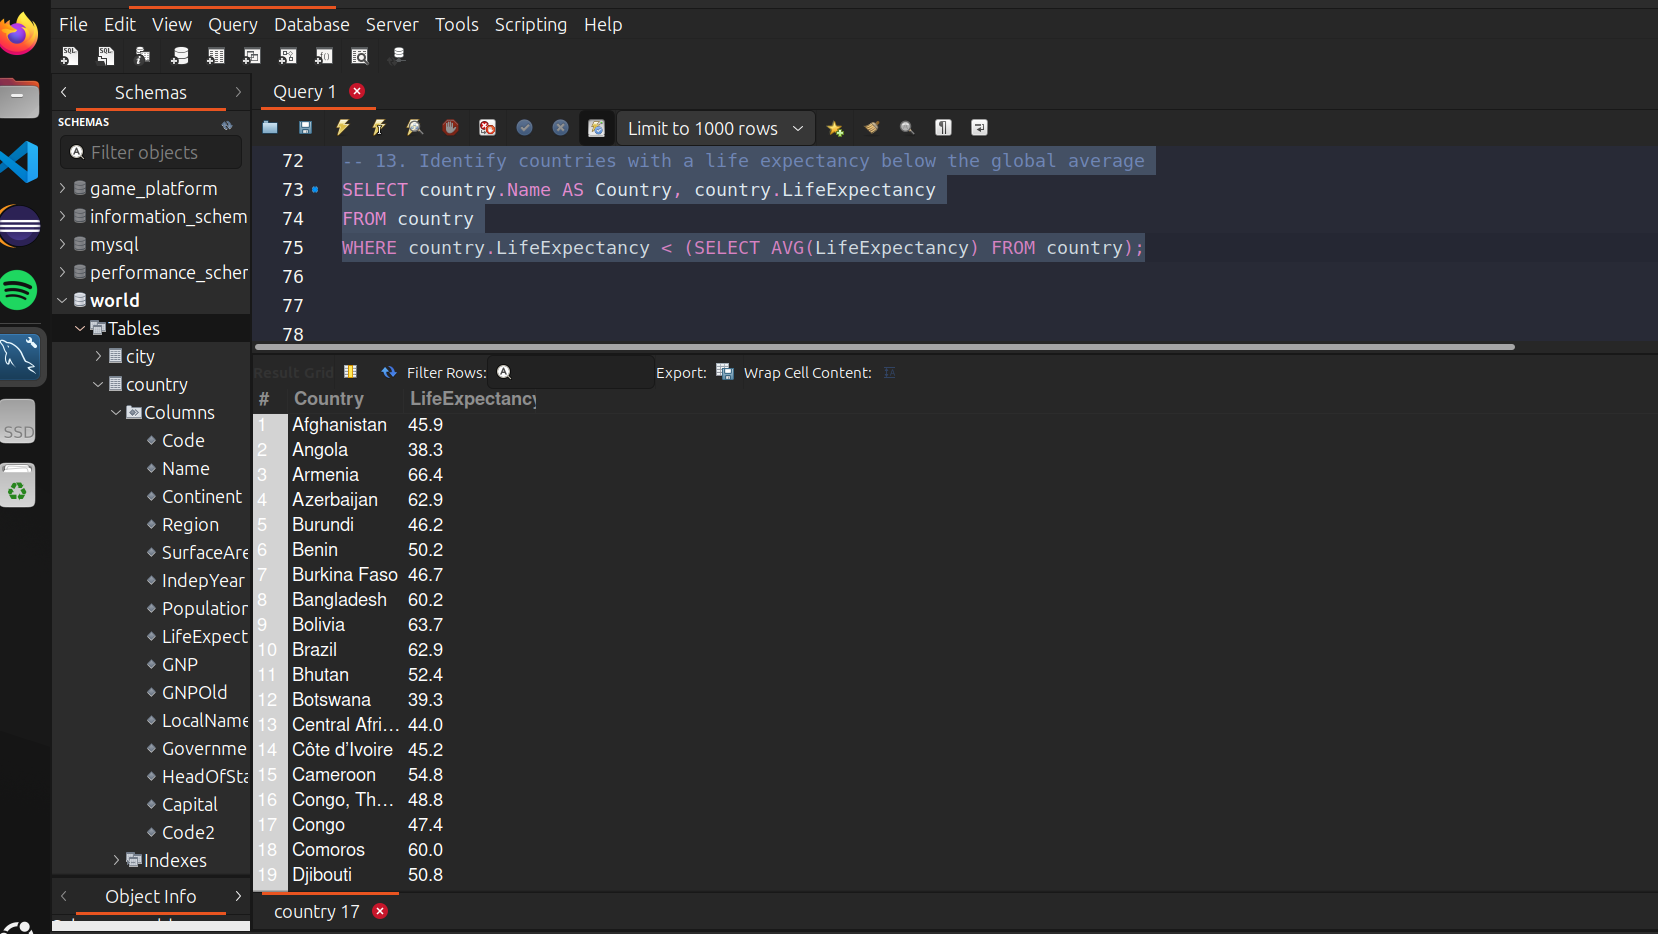 File Edit View Query Database Server Tools Scripting Help
Schemas
Query 1
SCHEMAS
Filter objects
Limit to 1000 rows
game_platform
information_schem
mysql
performance_scher
world
Tables
city
country
Columns
Code
Name
Continent
Region
SurfaceAre
IndepYear
Population
LifeExpect
GNP
GNPOld
LocalName
Governme
HeadOfSta
Capital
Code2
Indexes
Object Info
SSD
72 -- 13. Identify countries with a life expectancy below the global average
73 SELECT country.Name AS Country, country.LifeExpectancy
74 FROM country
75 WHERE country.LifeExpectancy < (SELECT AVG(LifeExpectancy) FROM country);
76
77
78
Result Grid Filter Rows: Export: Wrap Cell Content:
# Country LifeExpectancy
1 Afghanistan 45.9
2 Angola 38.3
3 Armenia 66.4
4 Azerbaijan 62.9
5 Burundi 46.2
6 Benin 50.2
7 Burkina Faso 46.7
8 Bangladesh 60.2
9 Bolivia 63.7
10 Brazil 62.9
11 Bhutan 52.4
12 Botswana 39.3
13 Central Afri... 44.0
14 Côte d’Ivoire 45.2
15 Cameroon 54.8
16 Congo, Th... 48.8
17 Congo 47.4
18 Comoros 60.0
19 Djibouti 50.8
country 17